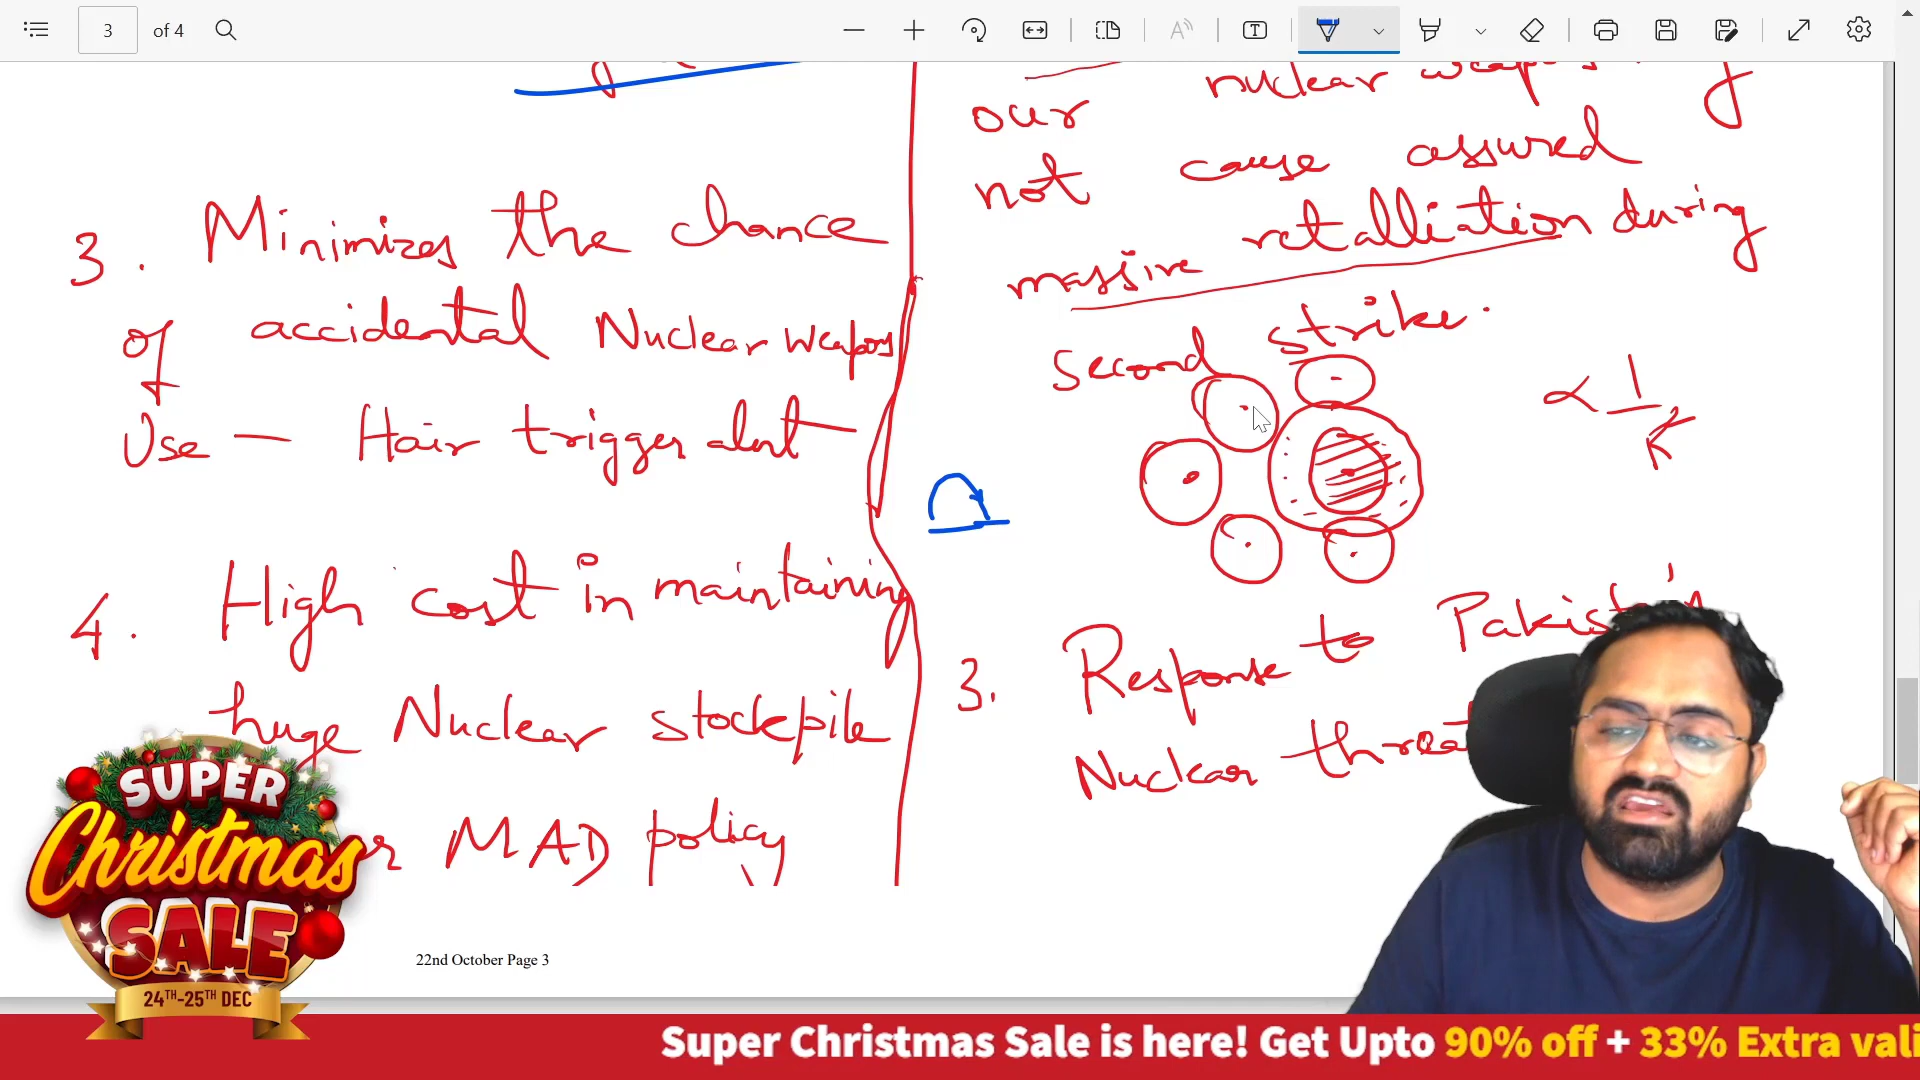 3
of 4
3. Minimizes the chance
of accidental Nuclear weapons
Use — Hair trigger alert
4. High cost in maintaining
huge Nuclear stockpile
MAD policy
22nd October Page 3
our nuclear
not cause assured
massive retalliation during
second strike.
∝ 1
3. Response to
Nuclear threat
SUPER
Christmas
SALE
24TH-25TH DEC
Super Christmas Sale is here! Get Upto 90% off + 33% Extra vali